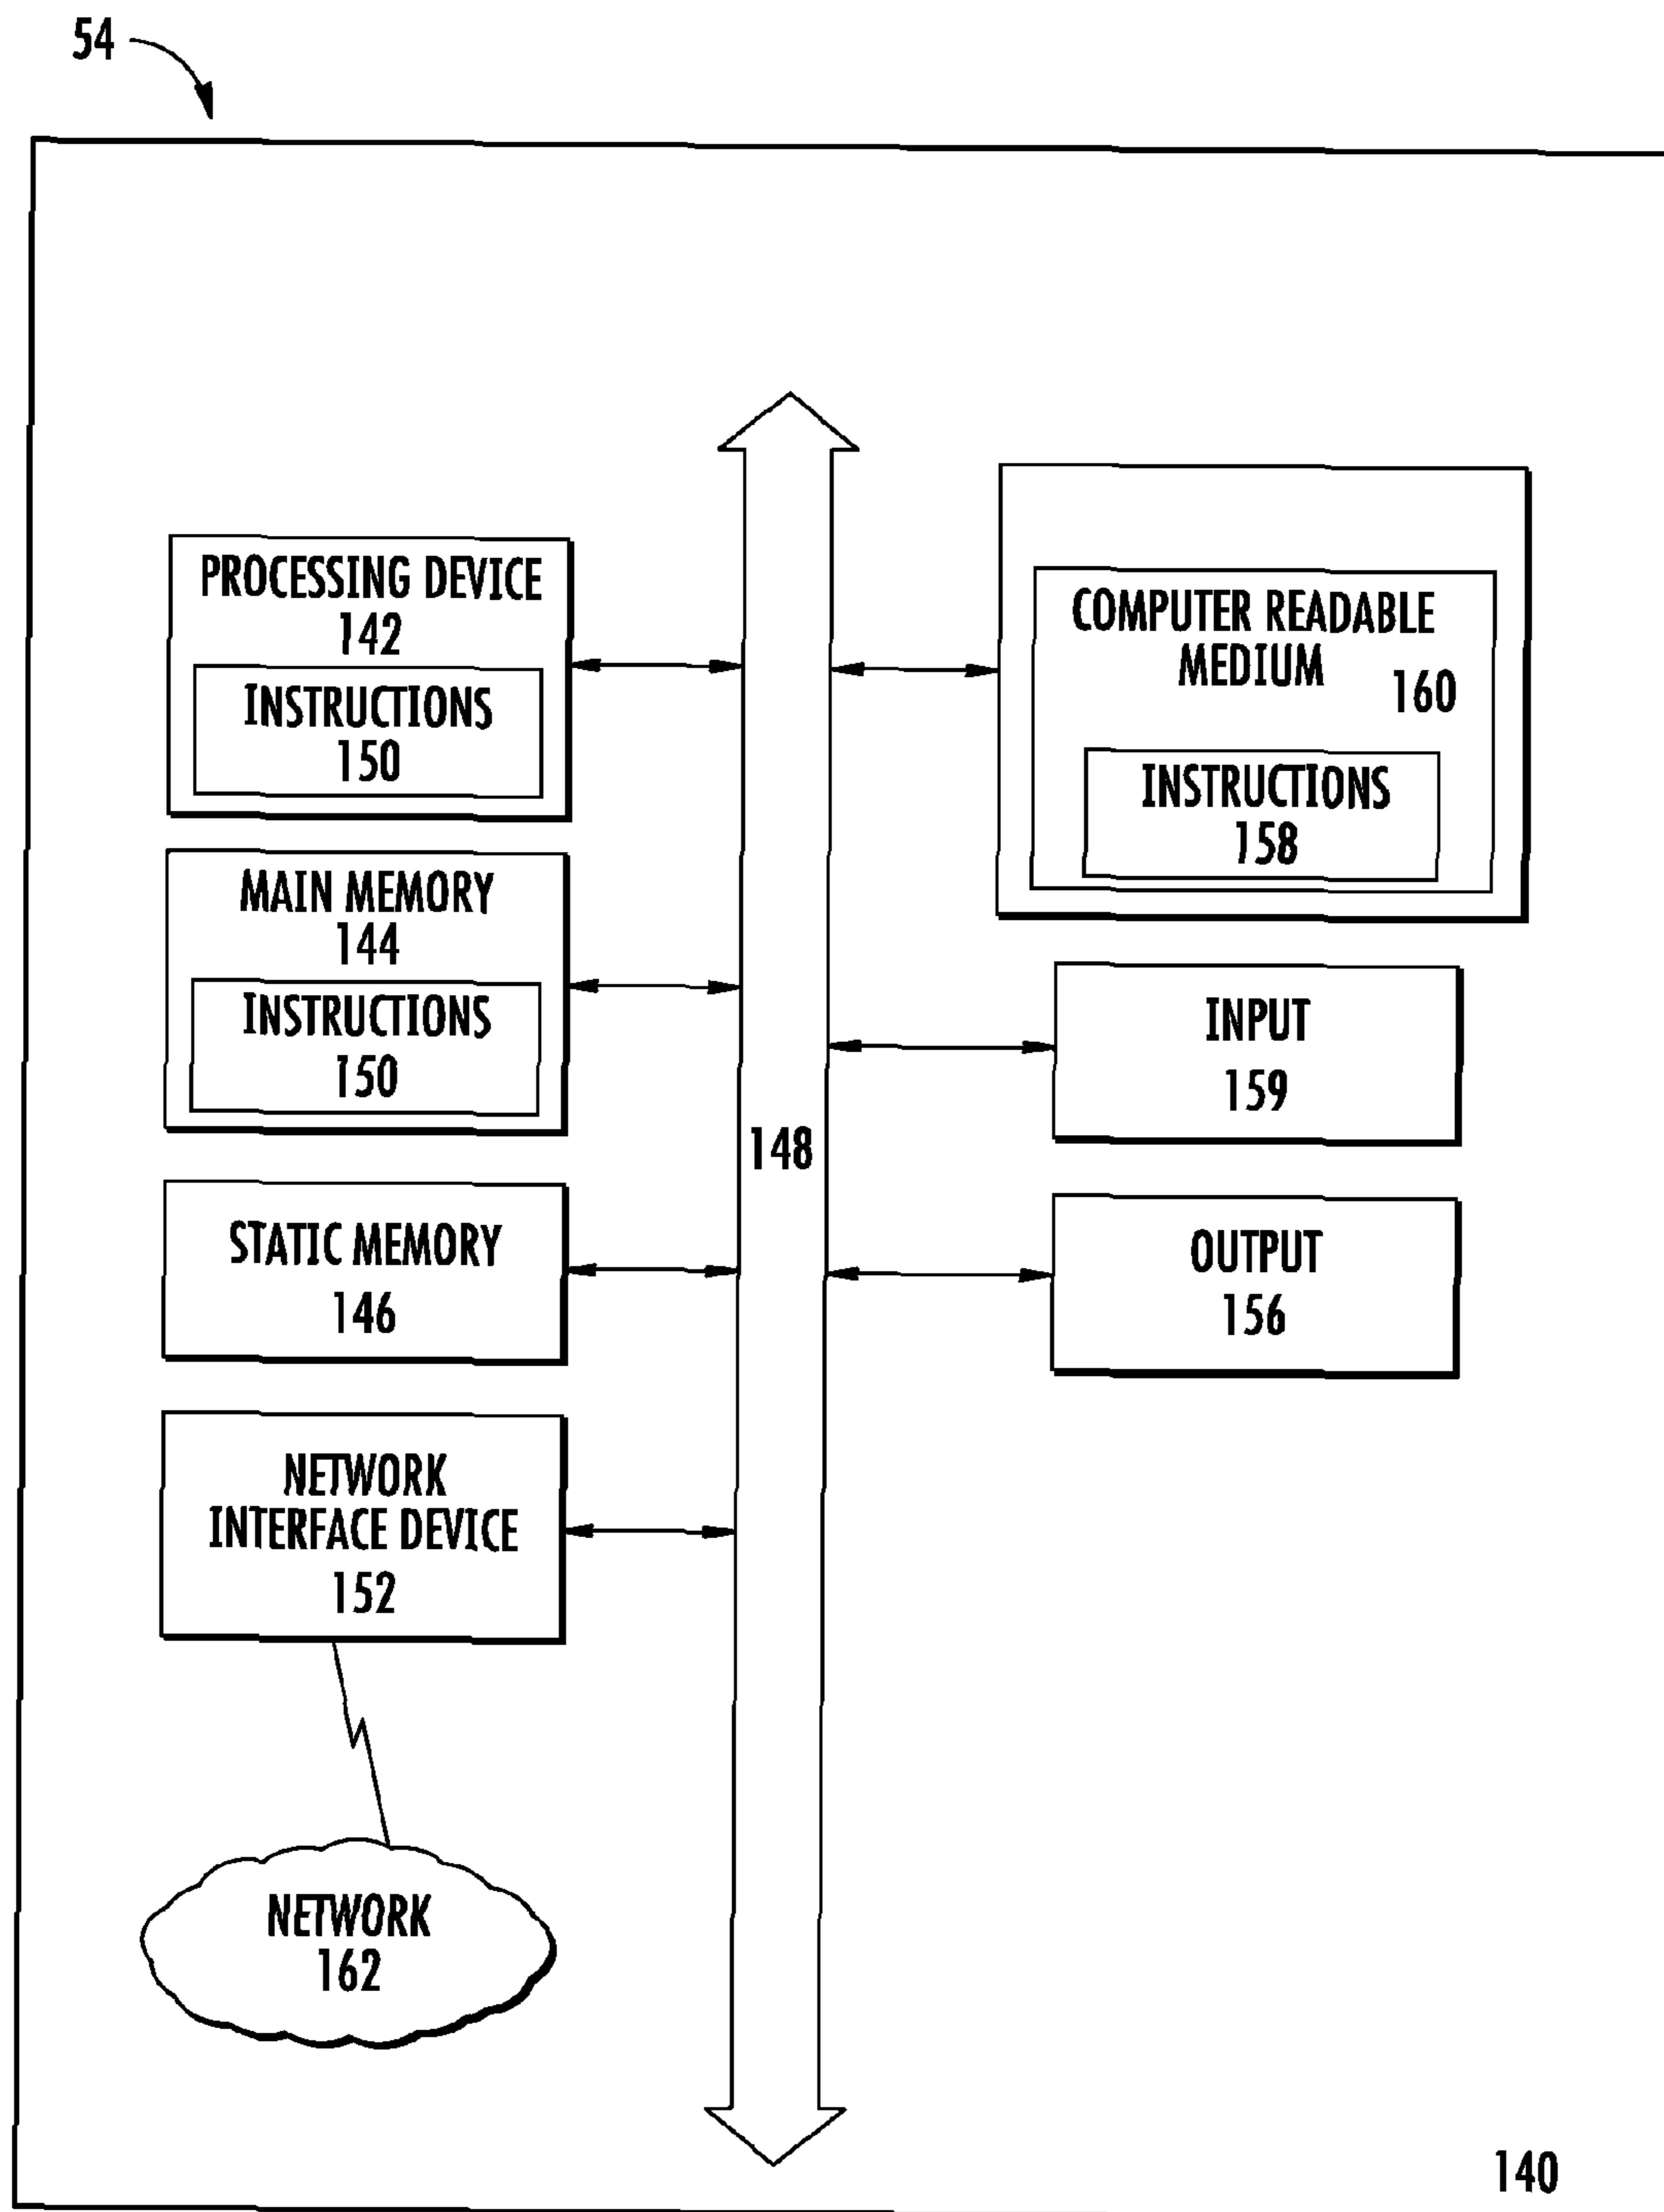 54
PROCESSING DEVICE
142
INSTRUCTIONS
150
MAIN MEMORY
144
INSTRUCTIONS
150
STATIC MEMORY
146
NETWORK
INTERFACE DEVICE
152
NETWORK
162
148
COMPUTER READABLE
MEDIUM
160
INSTRUCTIONS
158
INPUT
159
OUTPUT
156
140